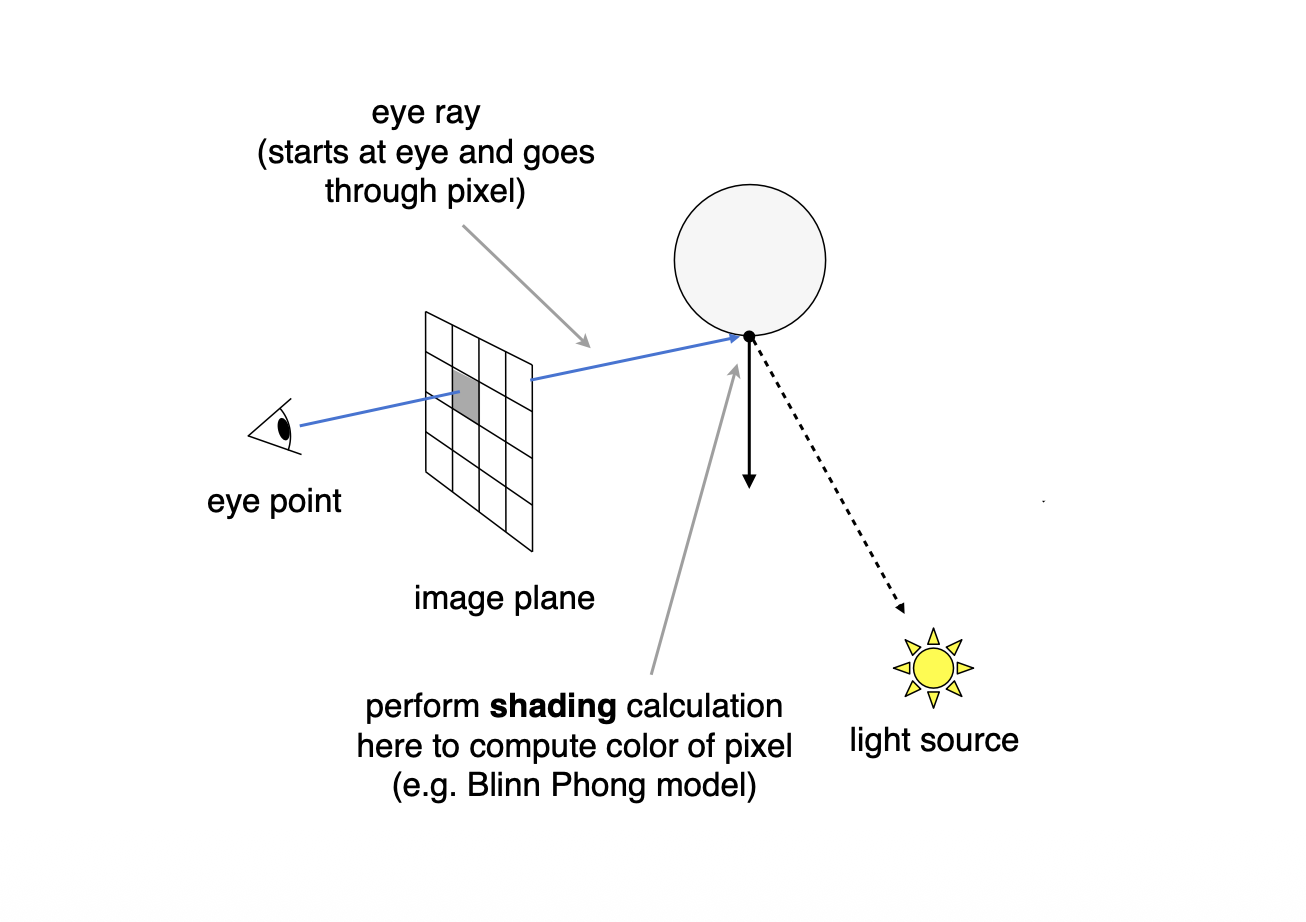 eye ray
(starts at eye and goes
through pixel)
eye point
image plane
perform shading calculation
here to compute color of pixel
(e.g. Blinn Phong model)
light source